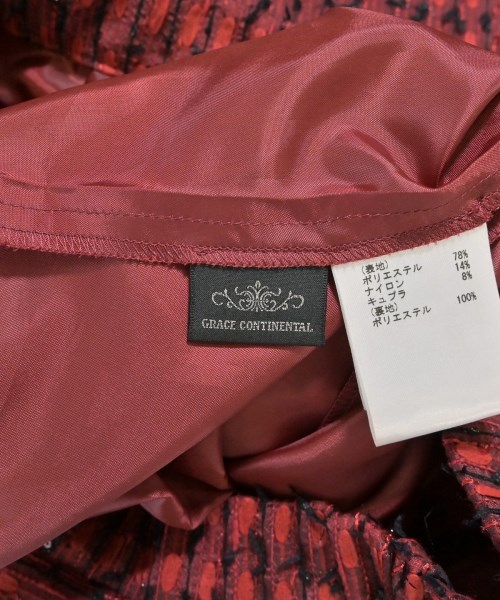 GRACE CONTINENTAL
(表地)
ポリエステル 78%
ナイロン 14%
キュプラ 8%
(裏地)
ポリエステル 100%